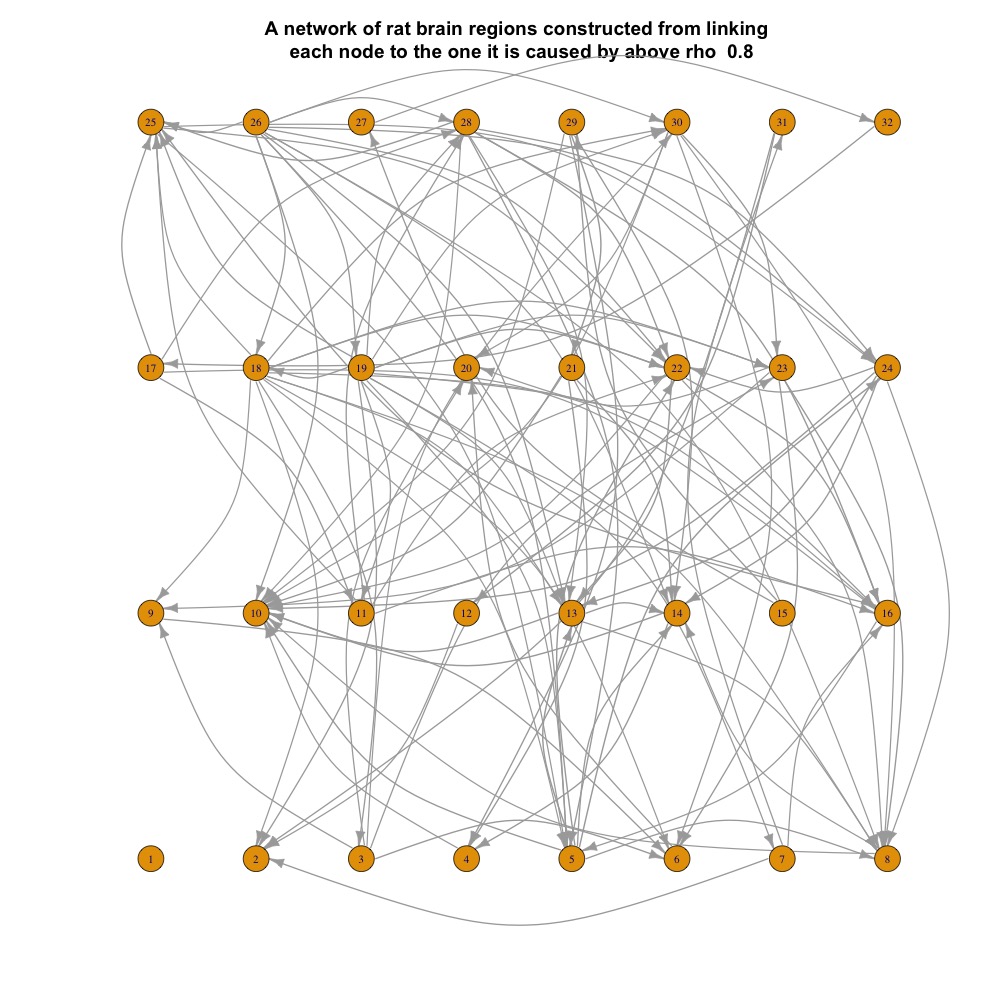 A network of rat brain regions constructed from linking
each node to the one it is caused by above rho 0.8
25 26 27 28 29 30 31 32
17 18 19 20 21 22 23 24
9 10 11 12 13 14 15 16
1 2 3 4 5 6 7 8